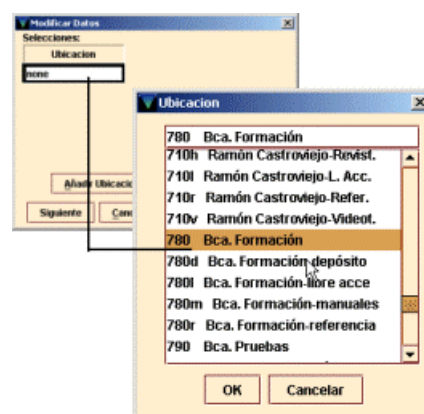 Modificar Datos
Selecciones:
Ubicacion
none
Añadir Ubicacio
Siguiente
Canc
Ubicacion
780 Bca. Formación
710h Ramón Castroviejo-Revist.
710l Ramón Castroviejo-L. Acc.
710r Ramón Castroviejo-Refer.
710v Ramón Castroviejo-Videot.
780 Bca. Formación
780d Bca. Formación-depósito
780l Bca. Formación-libre acce
780m Bca. Formación-manuales
780r Bca. Formación-referencia
790 Bca. Pruebas
OK
Cancelar